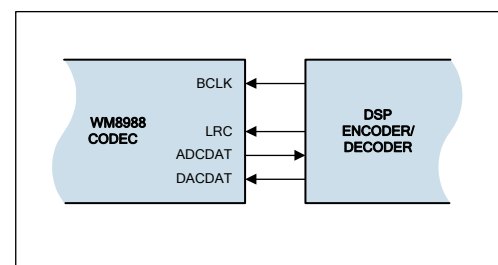 BCLK
WM8988
CODEC
LRC
ADCDAT
DACDAT
DSP
ENCODER/
DECODER